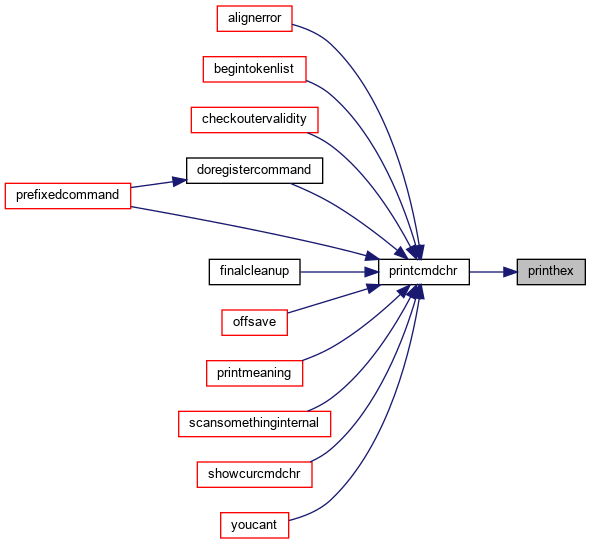 alignerror
begintokenlist
checkoutervalidity
doregistercommand
prefixedcommand
finalcleanup
printcmdchr
printhex
offsave
printmeaning
scansomethinginternal
showcurcmdchr
youcant